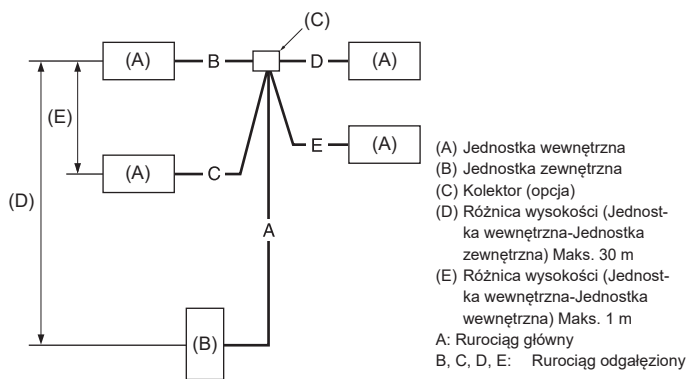 (C)
(A) B D (A)
(E)
(A) C E (A)
(D)
A
(B)
(A) Jednostka wewnętrzna
(B) Jednostka zewnętrzna
(C) Kolektor (opcja)
(D) Różnica wysokości (Jednost-
ka wewnętrzna-Jednostka
zewnętrzna) Maks. 30 m
(E) Różnica wysokości (Jednost-
ka wewnętrzna-Jednostka
wewnętrzna) Maks. 1 m
A: Rurociąg główny
B, C, D, E: Rurociąg odgałęziony